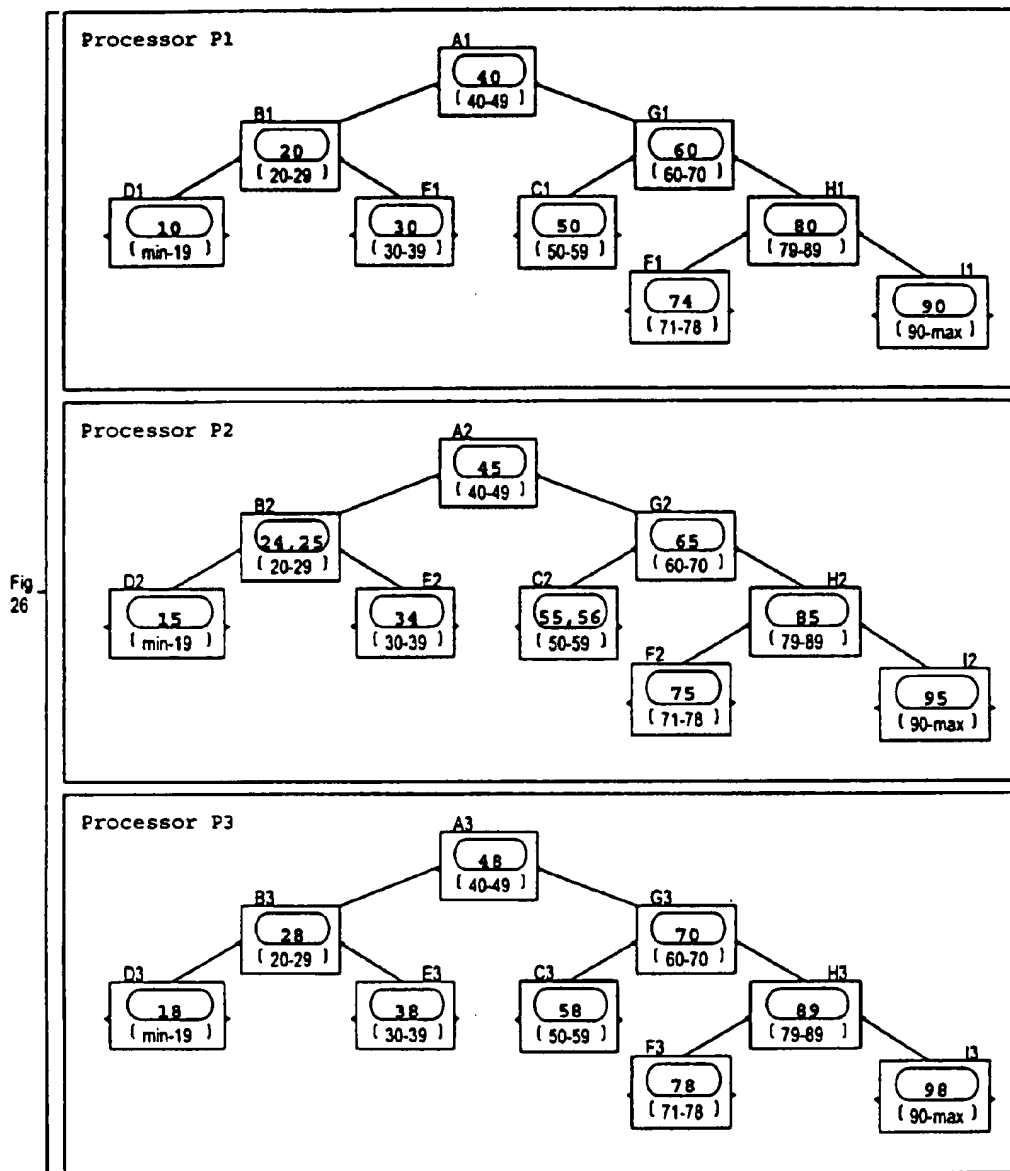 Processor P1
A1
40
( 40-49 )
B1
20
( 20-29 )
G1
60
( 60-70 )
D1
10
( min-19 )
E1
30
( 30-39 )
C1
50
( 50-59 )
H1
80
( 79-89 )
F1
74
( 71-78 )
I1
90
( 90-max )
Processor P2
A2
45
( 40-49 )
B2
24,25
( 20-29 )
G2
65
( 60-70 )
Fig
26
D2
15
( min-19 )
E2
34
( 30-39 )
C2
55,56
( 50-59 )
H2
85
( 79-89 )
F2
75
( 71-78 )
I2
95
( 90-max )
Processor P3
A3
48
( 40-49 )
B3
28
( 20-29 )
G3
70
( 60-70 )
D3
18
( min-19 )
E3
38
( 30-39 )
C3
58
( 50-59 )
H3
89
( 79-89 )
F3
78
( 71-78 )
I3
98
( 90-max )